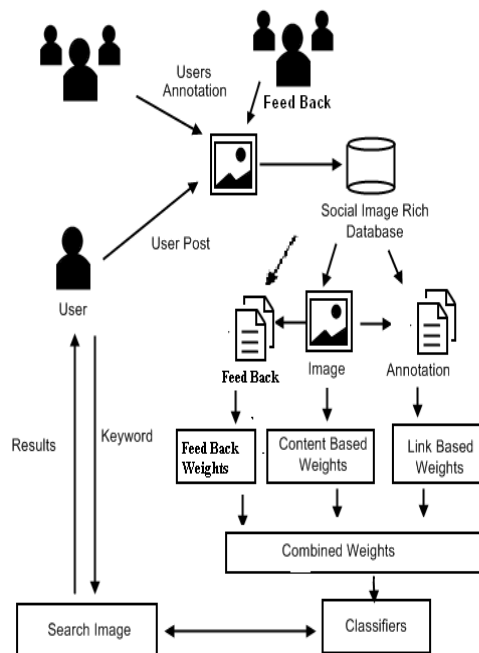 Users
Annotation
Feed Back
User Post
Social Image Rich
Database
User
Feed Back
Image
Annotation
Results
Keyword
Feed Back
Weights
Content Based
Weights
Link Based
Weights
Combined Weights
Search Image
Classifiers